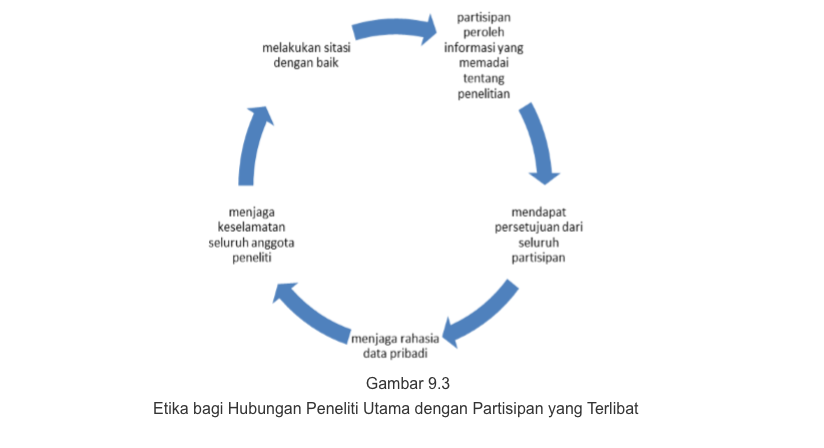 partisipan
peroleh
informasi yang
memadai
tentang
penelitian
mendapat
persetujuan dari
seluruh
partisipan
menjaga rahasia
data pribadi
menjaga
keselamatan
seluruh anggota
peneliti
melakukan sitasi
dengan baik
Gambar 9.3
Etika bagi Hubungan Peneliti Utama dengan Partisipan yang Terlibat